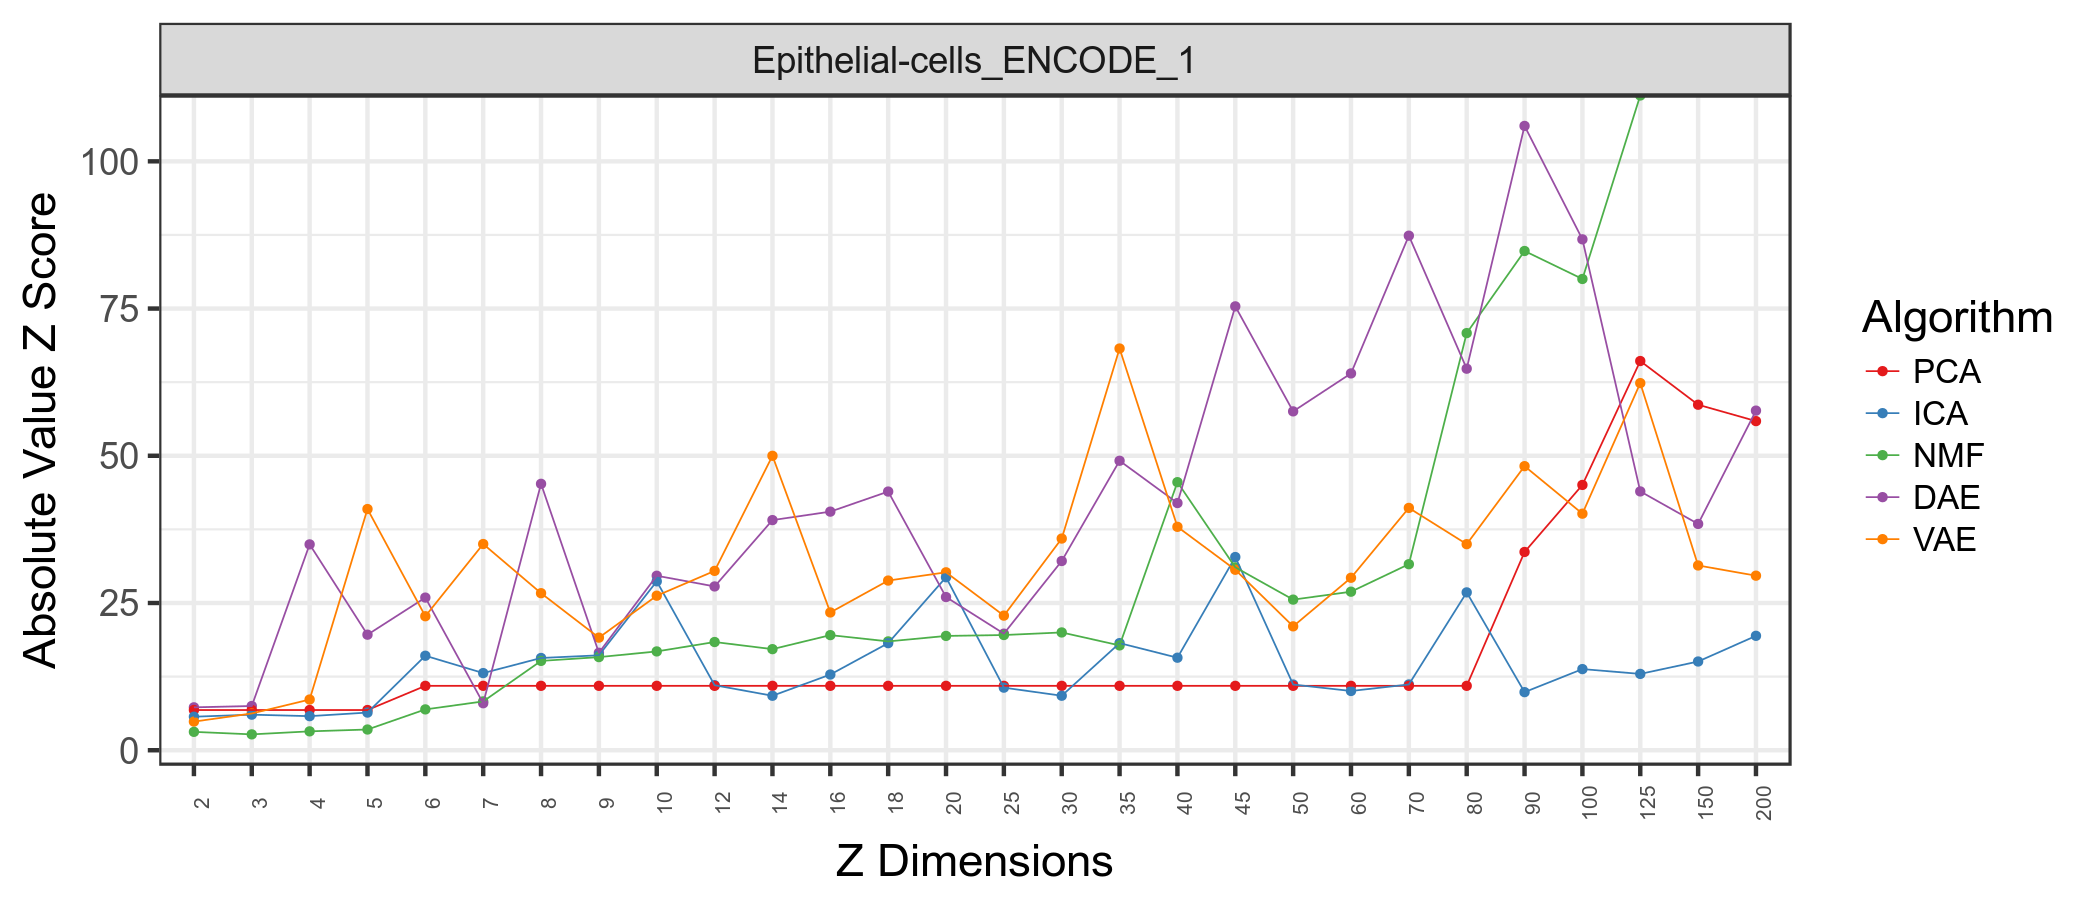 Epithelial-cells_ENCODE_1
Absolute Value Z Score
100
75
50
25
0
2 3 4 5 6 7 8 9 10 12 14 16 18 20 25 30 35 40 45 50 60 70 80 90 100 125 150 200
Z Dimensions
Algorithm
PCA
ICA
NMF
DAE
VAE